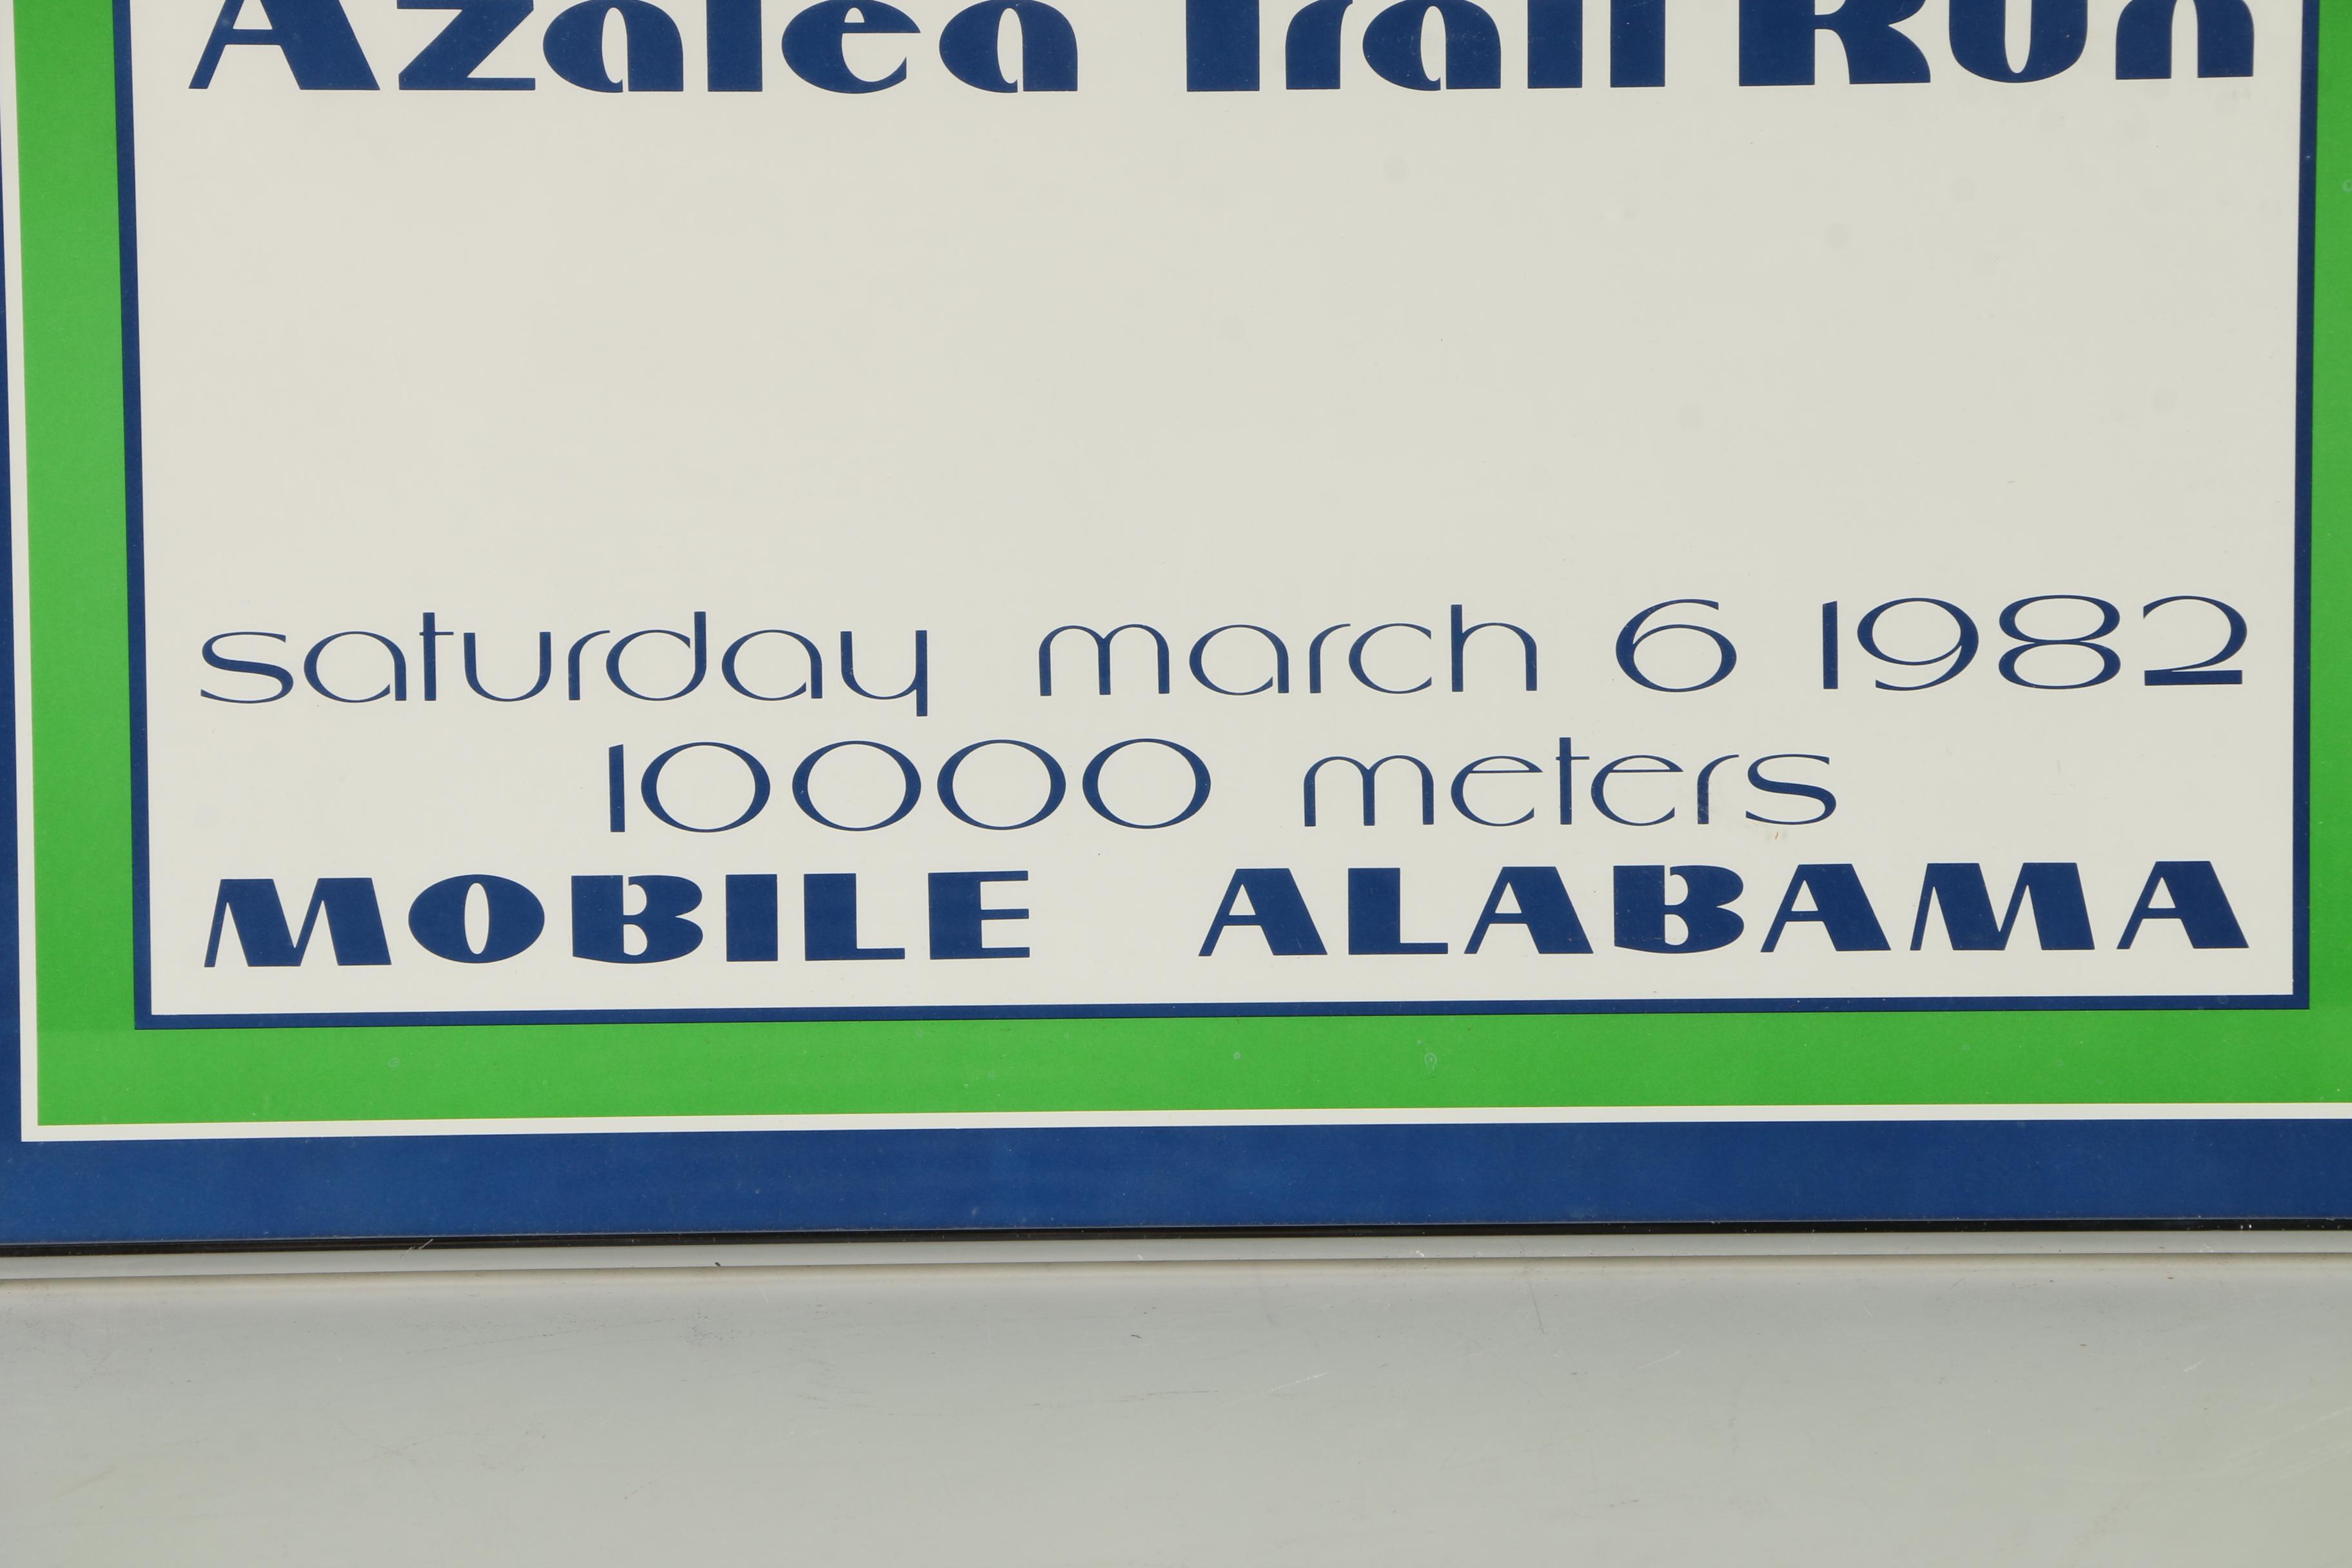 Azalea Trail Run
saturday march 6 1982
10000 meters
MOBILE ALABAMA